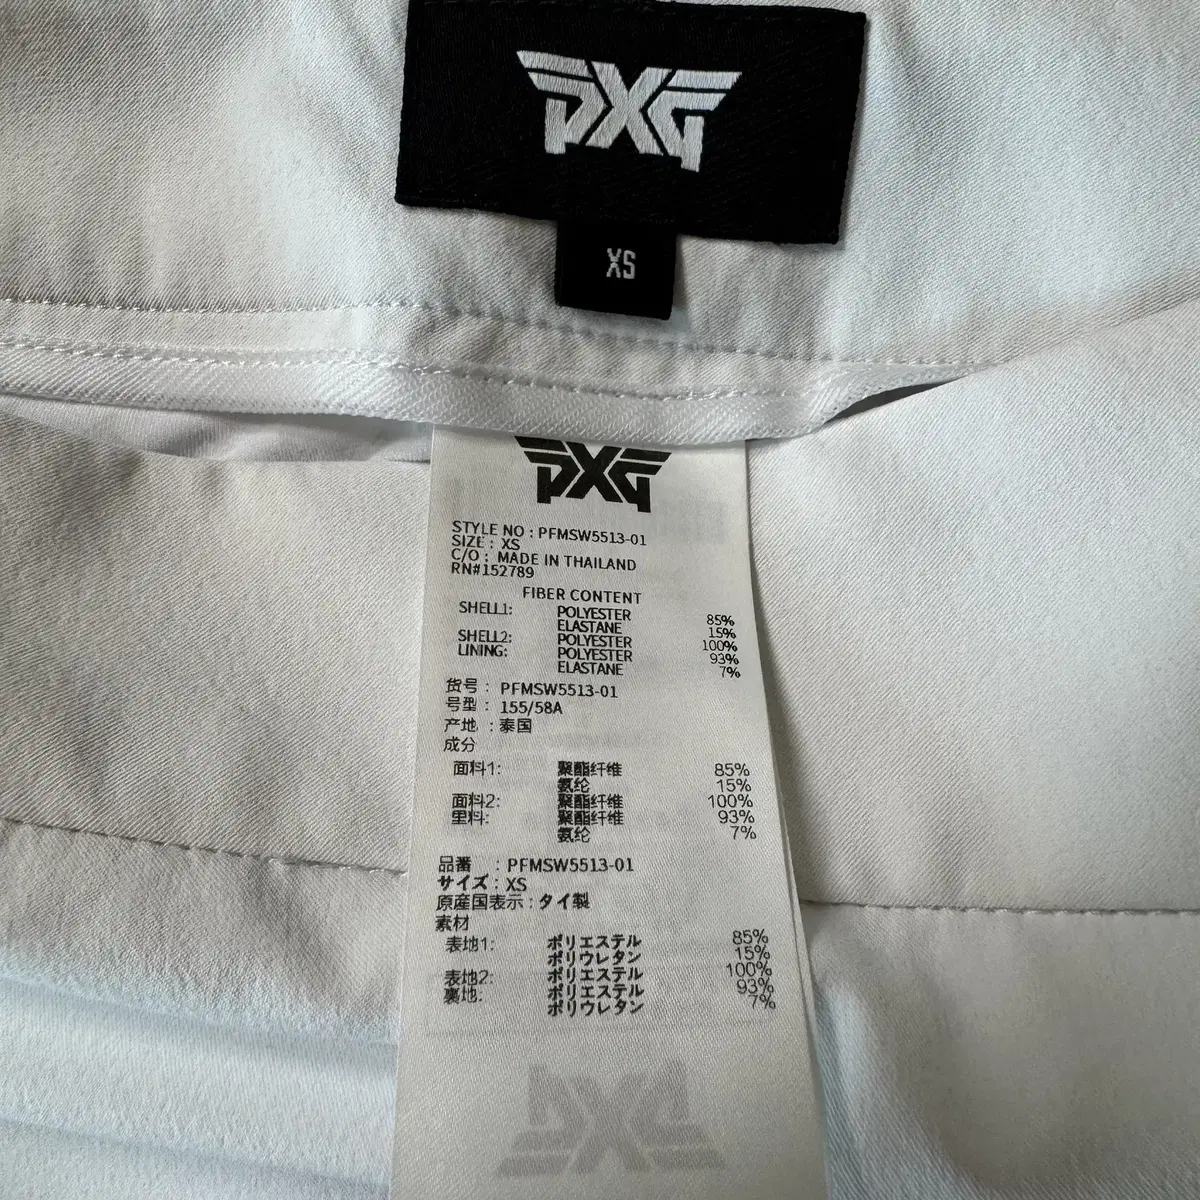 PXG
XS
PXG
STYLE NO : PFMSW5513-01
SIZE : XS
C/O : MADE IN THAILAND
RN#152789
FIBER CONTENT
SHELL1: POLYESTER 85%
ELASTANE 15%
SHELL2: POLYESTER 100%
LINING: POLYESTER 93%
ELASTANE 7%
货号 : PFMSW5513-01
号型 : 155/58A
产地 : 泰国
成分
面料1: 聚酯纤维 85%
氨纶 15%
面料2: 聚酯纤维 100%
里料: 聚酯纤维 93%
氨纶 7%
品番 : PFMSW5513-01
サイズ : XS
原産国表示 : タイ製
素材
表地1: ポリエステル 85%
ポリウレタン 15%
表地2: ポリエステル 100%
裏地: ポリエステル 93%
ポリウレタン 7%